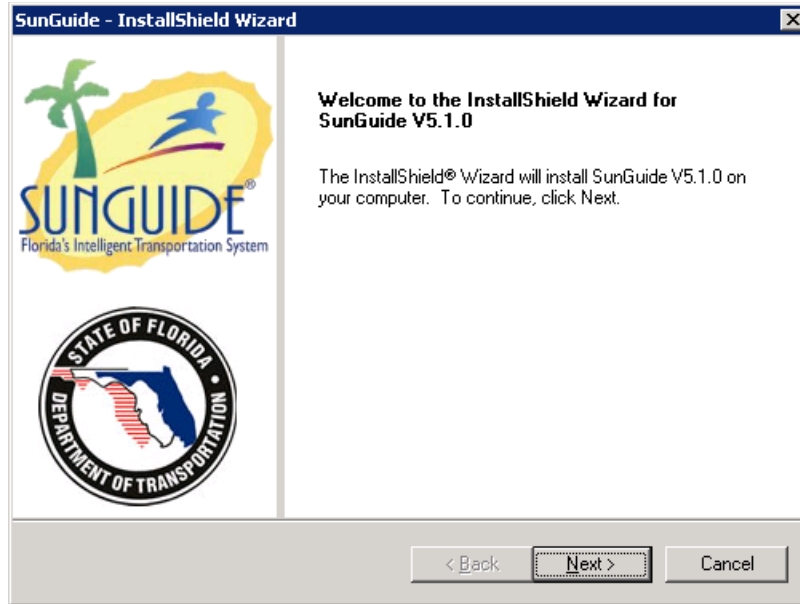 SunGuide - InstallShield Wizard
SUNGUIDE®
Florida's Intelligent Transportation System
STATE OF FLORIDA
DEPARTMENT OF TRANSPORTATION
Welcome to the InstallShield Wizard for
SunGuide V5.1.0
The InstallShield® Wizard will install SunGuide V5.1.0 on
your computer. To continue, click Next.
< Back
Next >
Cancel